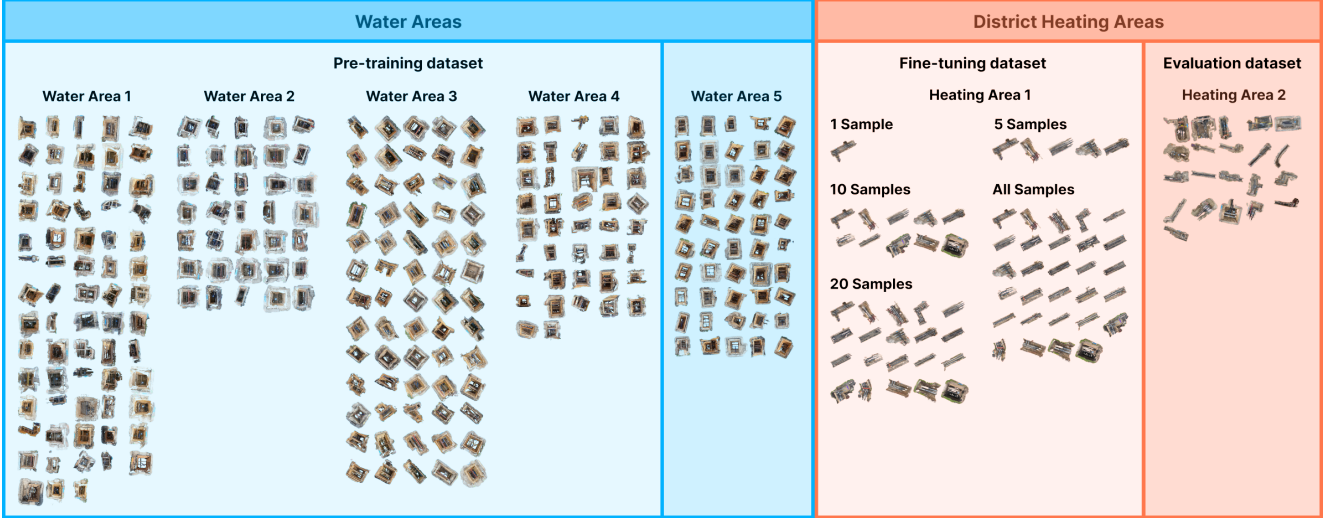 Water Areas
District Heating Areas
Pre-training dataset
Fine-tuning dataset
Evaluation dataset
Water Area 1
Water Area 2
Water Area 3
Water Area 4
Water Area 5
Heating Area 1
Heating Area 2
1 Sample
5 Samples
10 Samples
All Samples
20 Samples